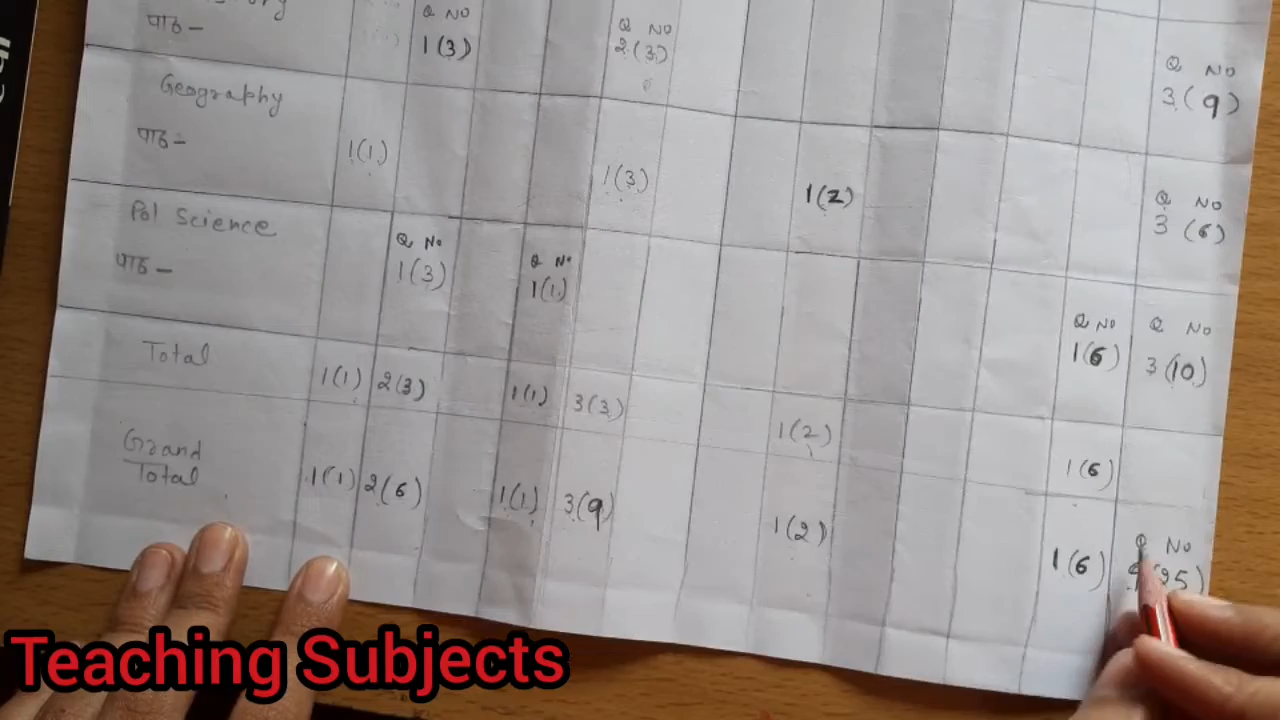 Q NO Q NO
पाठ- 1(3) 2(3) Q NO
3(9)
Geography
पाठ- 1(1) 1(3) 1(2) Q NO
3(6)
Pol Science Q NO Q NO
पाठ- 1(3) 1(1) Q NO Q NO
1(6) 3(10)
Total 1(1) 2(3) 1(1) 3(3) 1(2) 1(6)
Grand
Total 1(1) 2(6) 1(1) 3(9) 1(2) 1(6) Q NO
Teaching Subjects